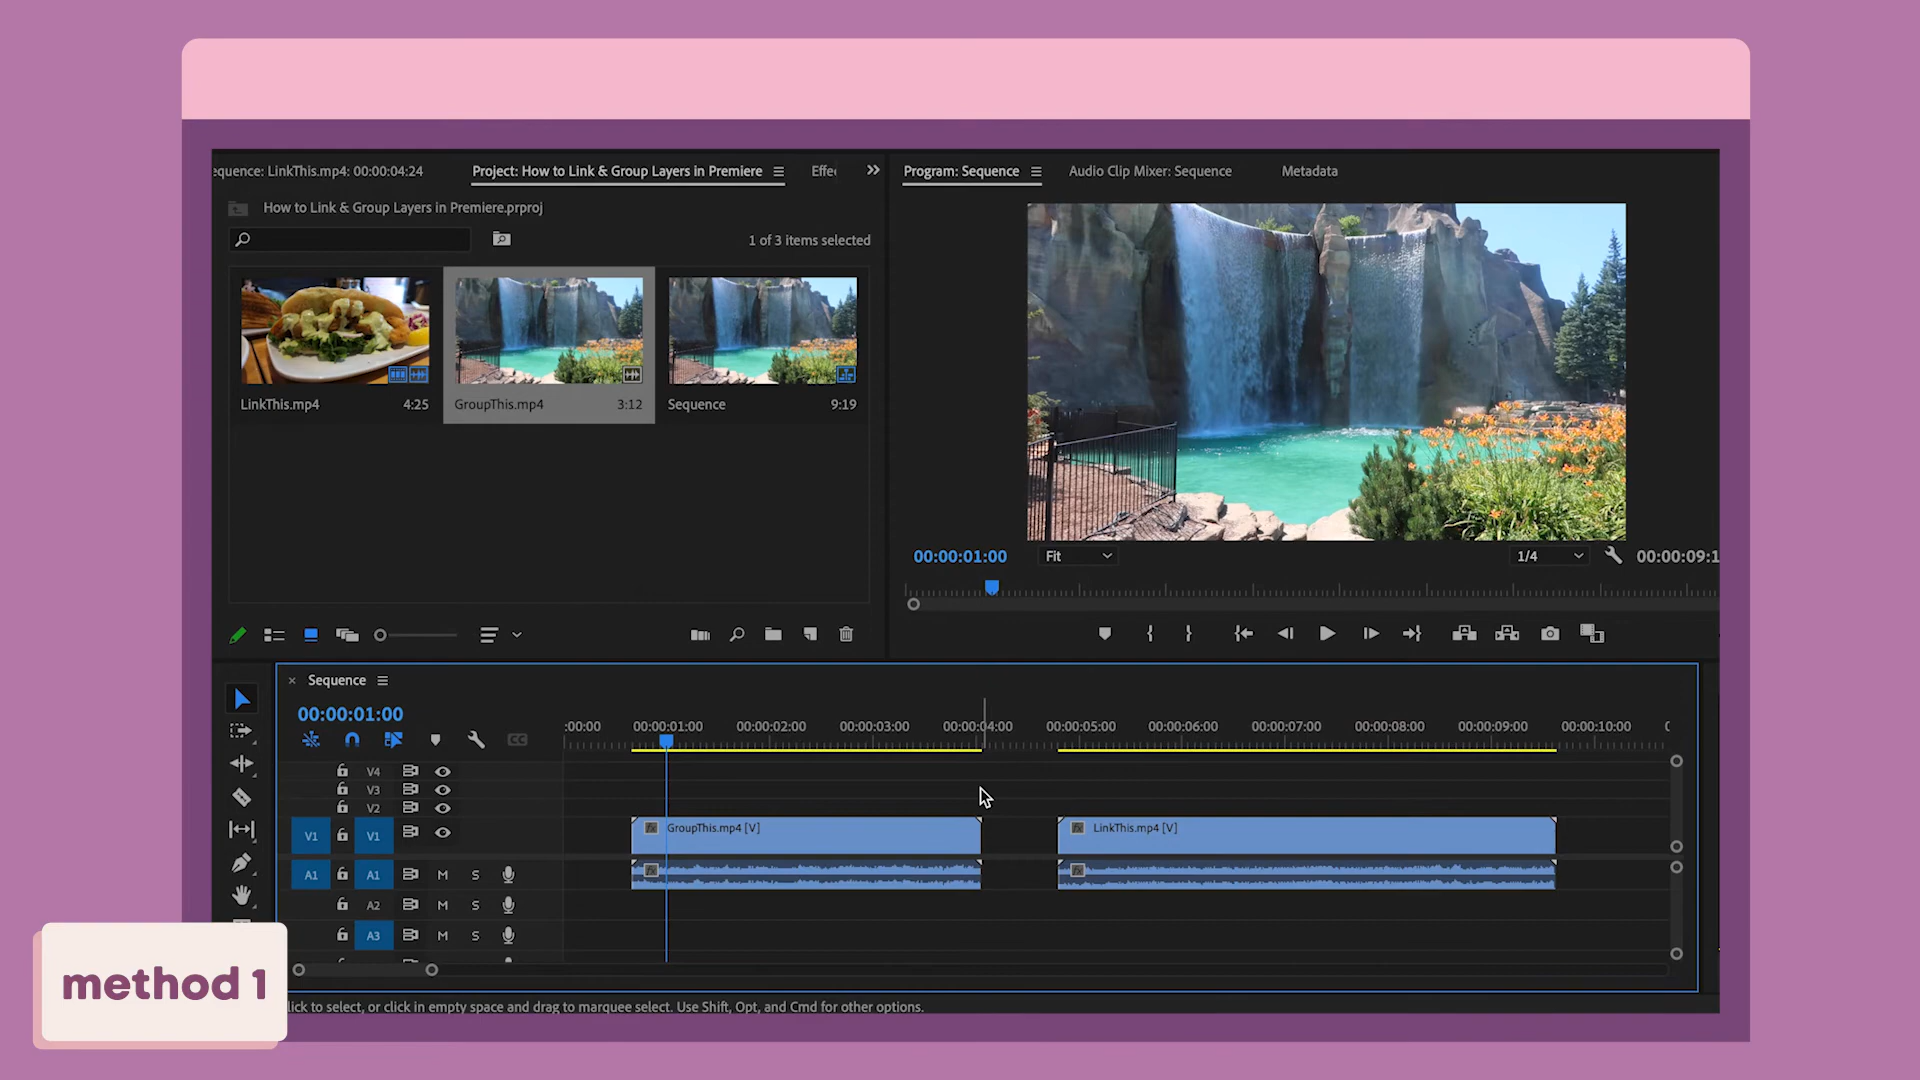 equence: LinkThis.mp4: 00:00:04:24
Project: How to Link & Group Layers in Premiere
Effe
Program: Sequence
Audio Clip Mixer: Sequence
Metadata
How to Link & Group Layers in Premiere.prproj
1 of 3 items selected
LinkThis.mp4 4:25
GroupThis.mp4 3:12
Sequence 9:19
00:00:01:00 Fit 1/4 00:00:09:1
Sequence
00:00:01:00
:00:00 00:00:01:00 00:00:02:00 00:00:03:00 00:00:04:00 00:00:05:00 00:00:06:00 00:00:07:00 00:00:08:00 00:00:09:00 00:00:10:00 0
CC
V4
V3
V2
V1 V1
fx GroupThis.mp4 [V]
fx LinkThis.mp4 [V]
A1 A1 M S
fx
fx
A2 M S
A3 M S
method 1
lick to select, or click in empty space and drag to marquee select. Use Shift, Opt, and Cmd for other options.